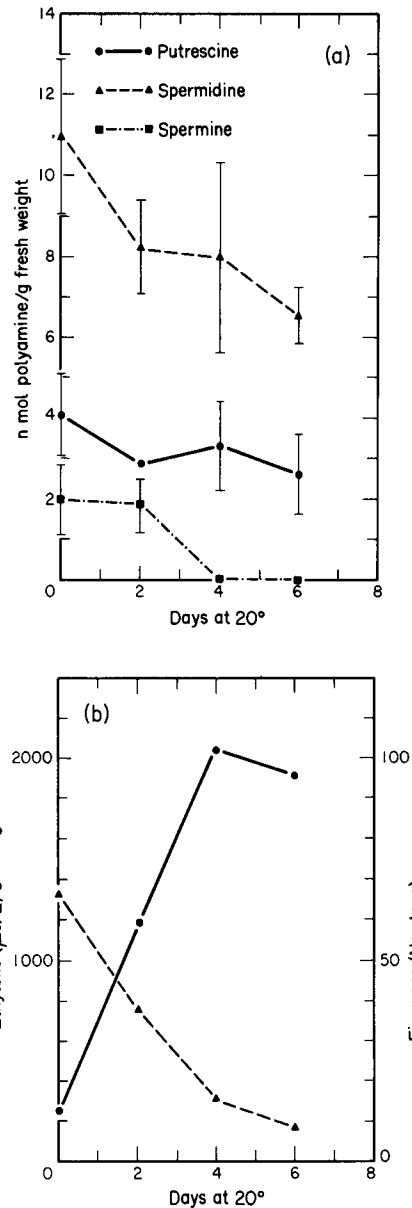 14
12
10
8
6
4
2
0
n mol polyamine/g fresh weight
(a)
Putrescine
Spermidine
Spermine
0 2 4 6 8
Days at 20°
(b)
2000
1000
100
50
0
0 2 4 6 8
Days at 20°